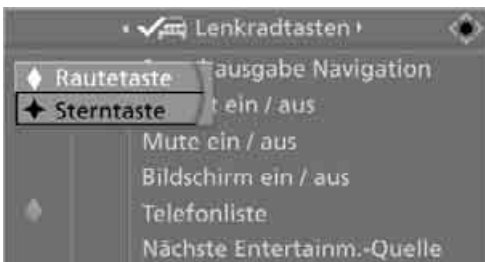 Lenkradtasten
Rautetaste
ausgabe Navigation
Sterntaste
ein / aus
Mute ein / aus
Bildschirm ein / aus
Telefonliste
Nächste Entertainm.-Quelle